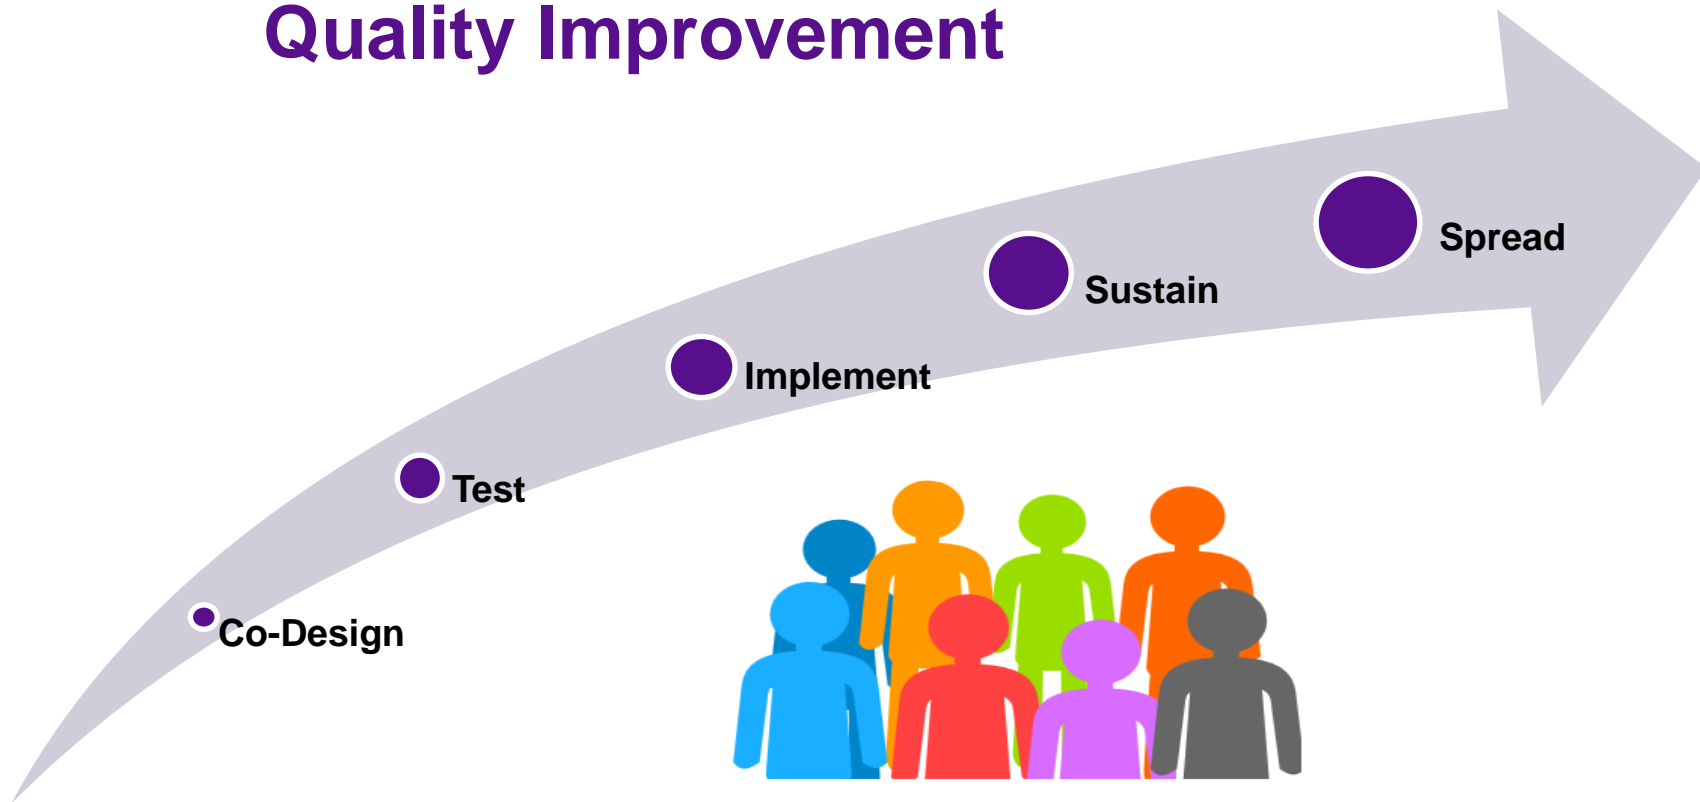 Quality Improvement
Spread
Sustain
Implement
Test
Co-Design